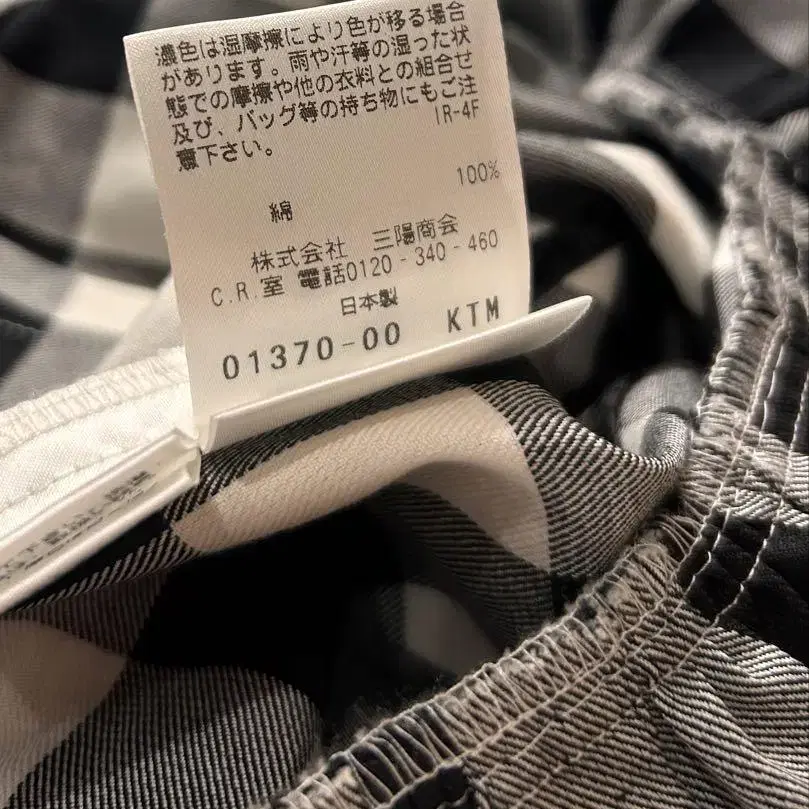 濃色は湿摩擦により色が移る場合
があります。雨や汗等の湿った状
態での摩擦や他の衣料との組合せ
及び、バッグ等の持ち物にもご注
意下さい。
IR-4F
綿 100%
株式会社 三陽商会
C.R.室 電話0120-340-460
日本製
01370-00 KTM